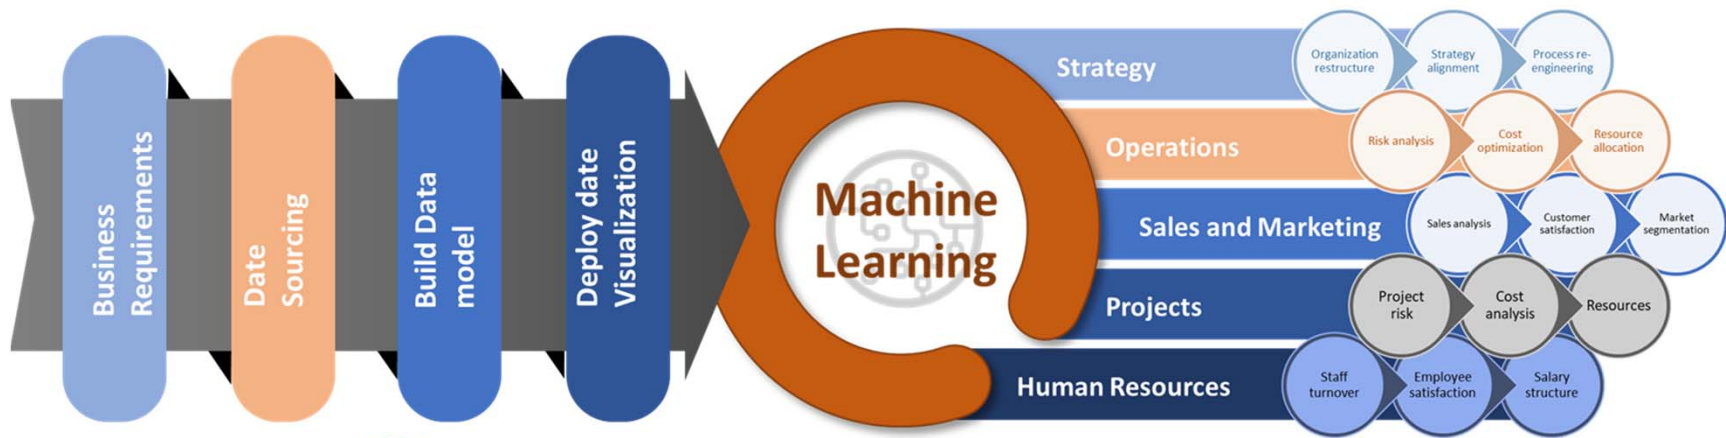 Business
Requirements
Date
Sourcing
Build Data
model
Deploy date
Visualization
Machine
Learning
Strategy
Organization
restructure
Strategy
alignment
Process re-
engineering
Operations
Risk analysis
Cost
optimization
Resource
allocation
Sales and Marketing
Sales analysis
Customer
satisfaction
Market
segmentation
Projects
Project
risk
Cost
analysis
Resources
Human Resources
Staff
turnover
Employee
satisfaction
Salary
structure